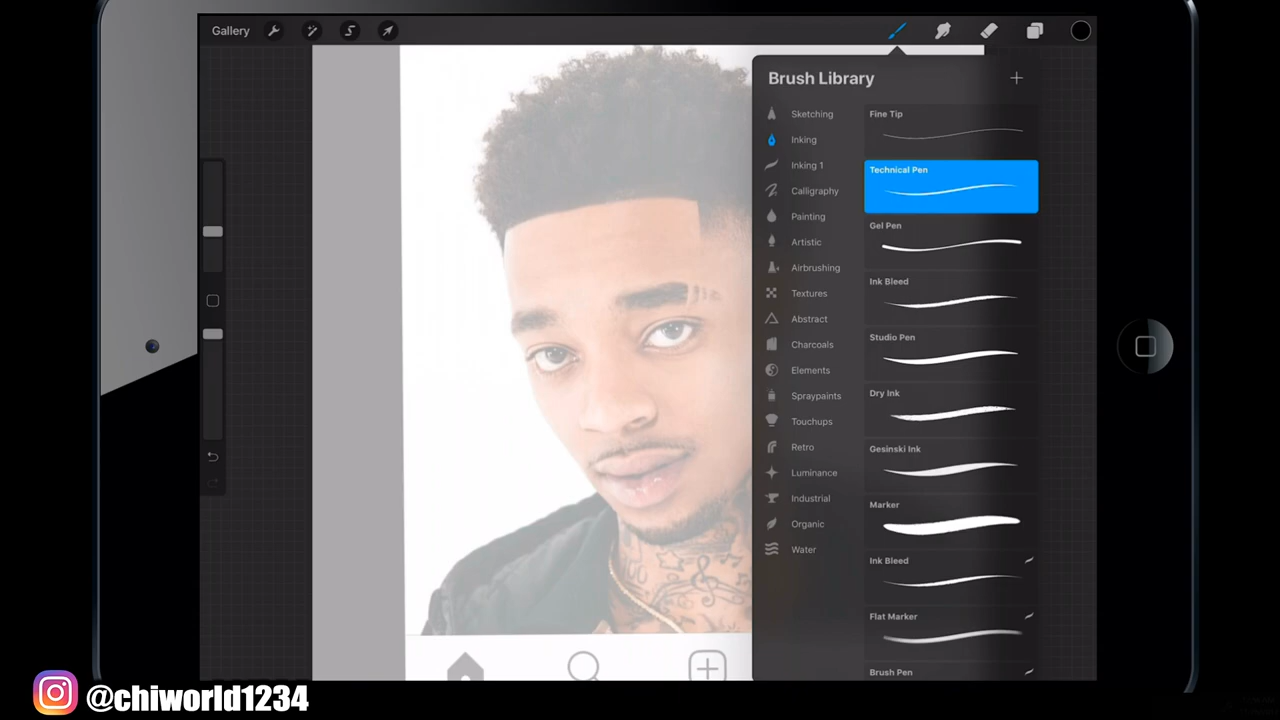 Gallery
Brush Library
Sketching
Inking
Inking 1
Calligraphy
Painting
Artistic
Airbrushing
Textures
Abstract
Charcoals
Elements
Spraypaints
Touchups
Retro
Luminance
Industrial
Organic
Water
Fine Tip
Technical Pen
Gel Pen
Ink Bleed
Studio Pen
Dry Ink
Gesinski Ink
Marker
Ink Bleed
Flat Marker
Brush Pen
@chiworld1234